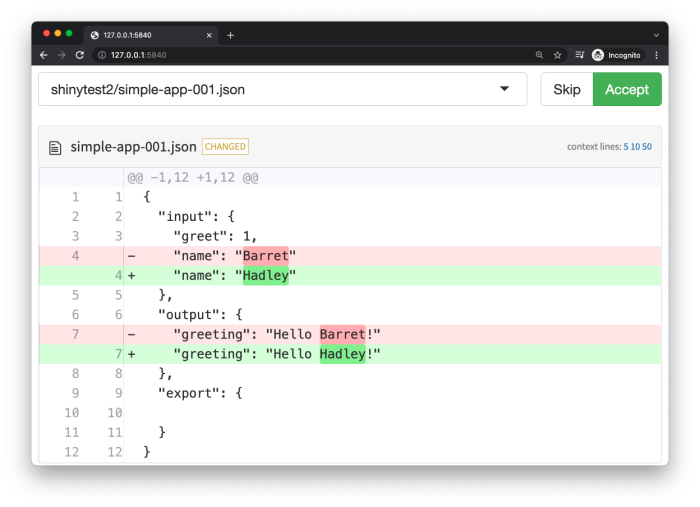 127.0.0.1:5840
127.0.0.1:5840
Incognito
shinytest2/simple-app-001.json
Skip
Accept
simple-app-001.json CHANGED
context lines: 5 10 50
@@ -1,12 +1,12 @@
1 1 {
2 2 "input": {
3 3 "greet": 1,
4 - "name": "Barret"
4 + "name": "Hadley"
5 5 },
6 6 "output": {
7 - "greeting": "Hello Barret!"
7 + "greeting": "Hello Hadley!"
8 8 },
9 9 "export": {
10 10
11 11 }
12 12 }